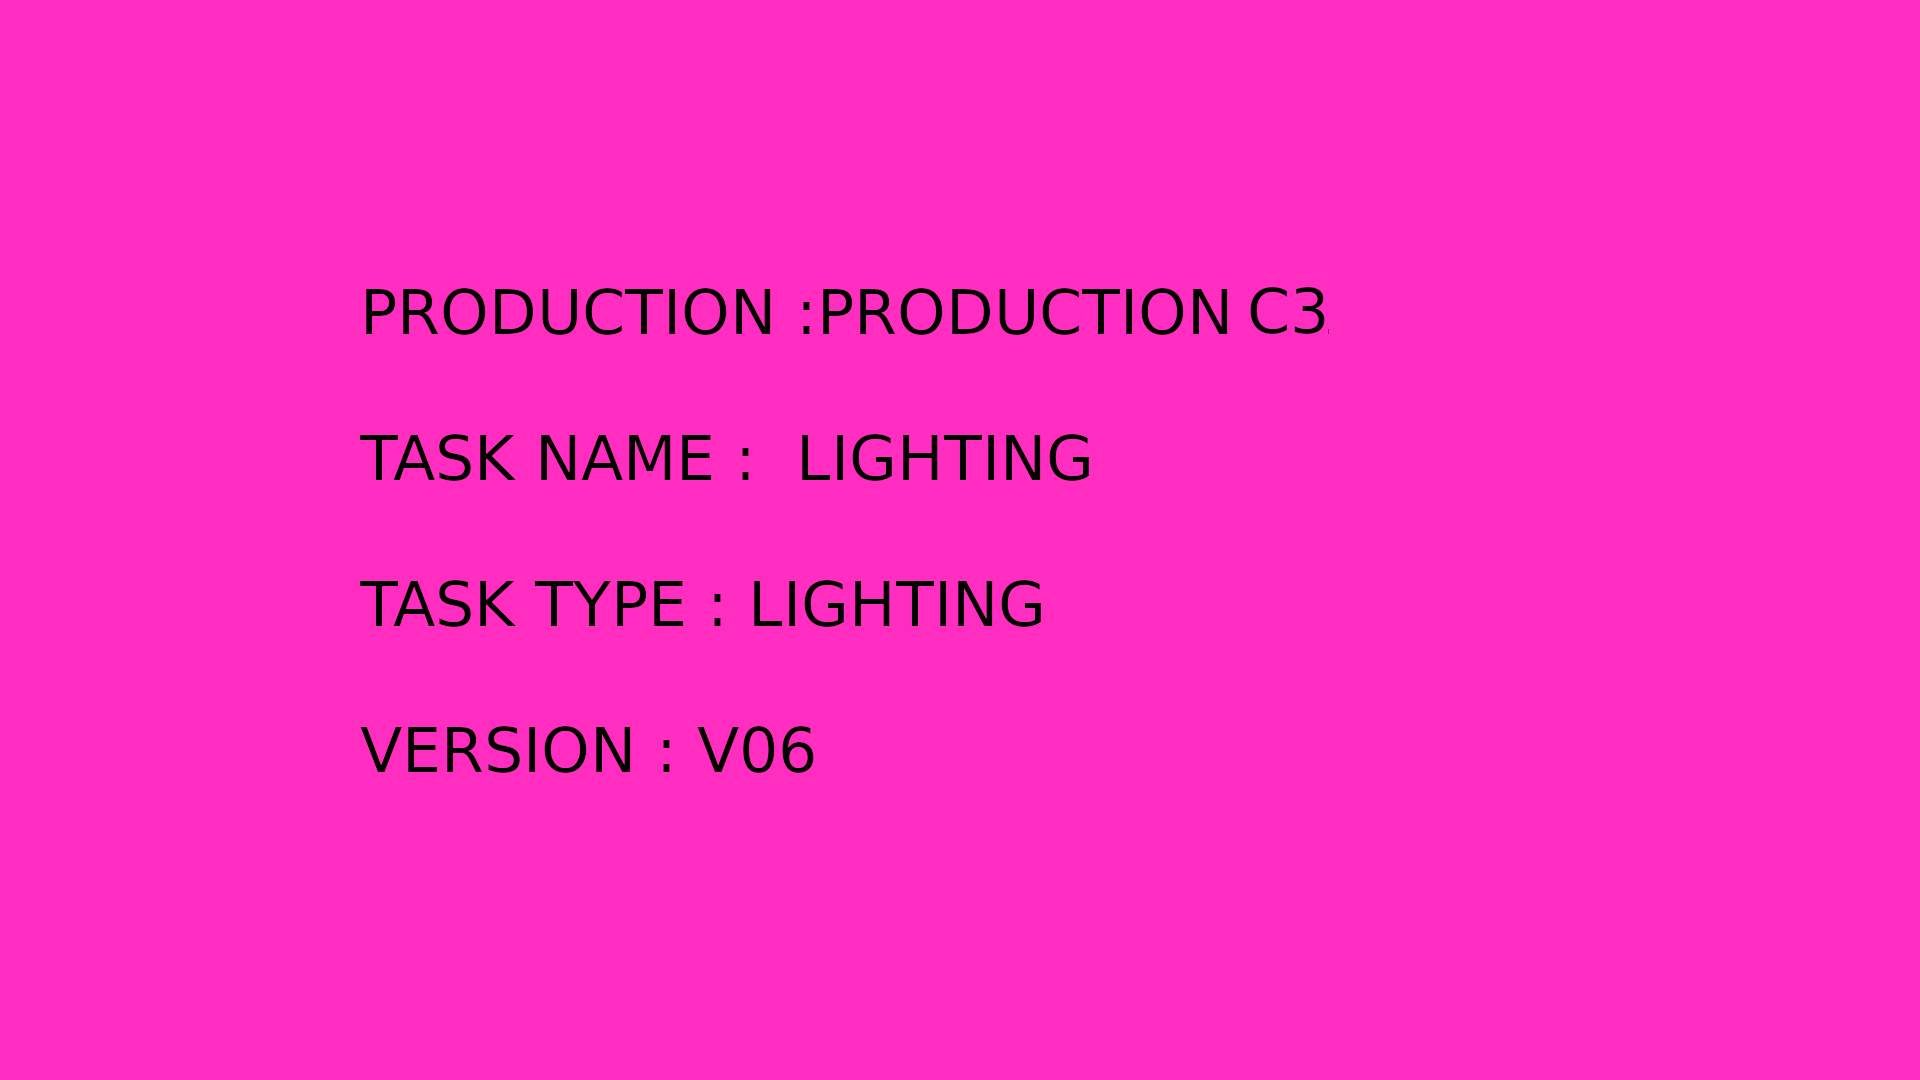 PRODUCTION :PRODUCTION C3
TASK NAME :  LIGHTING
TASK TYPE : LIGHTING
VERSION : V06